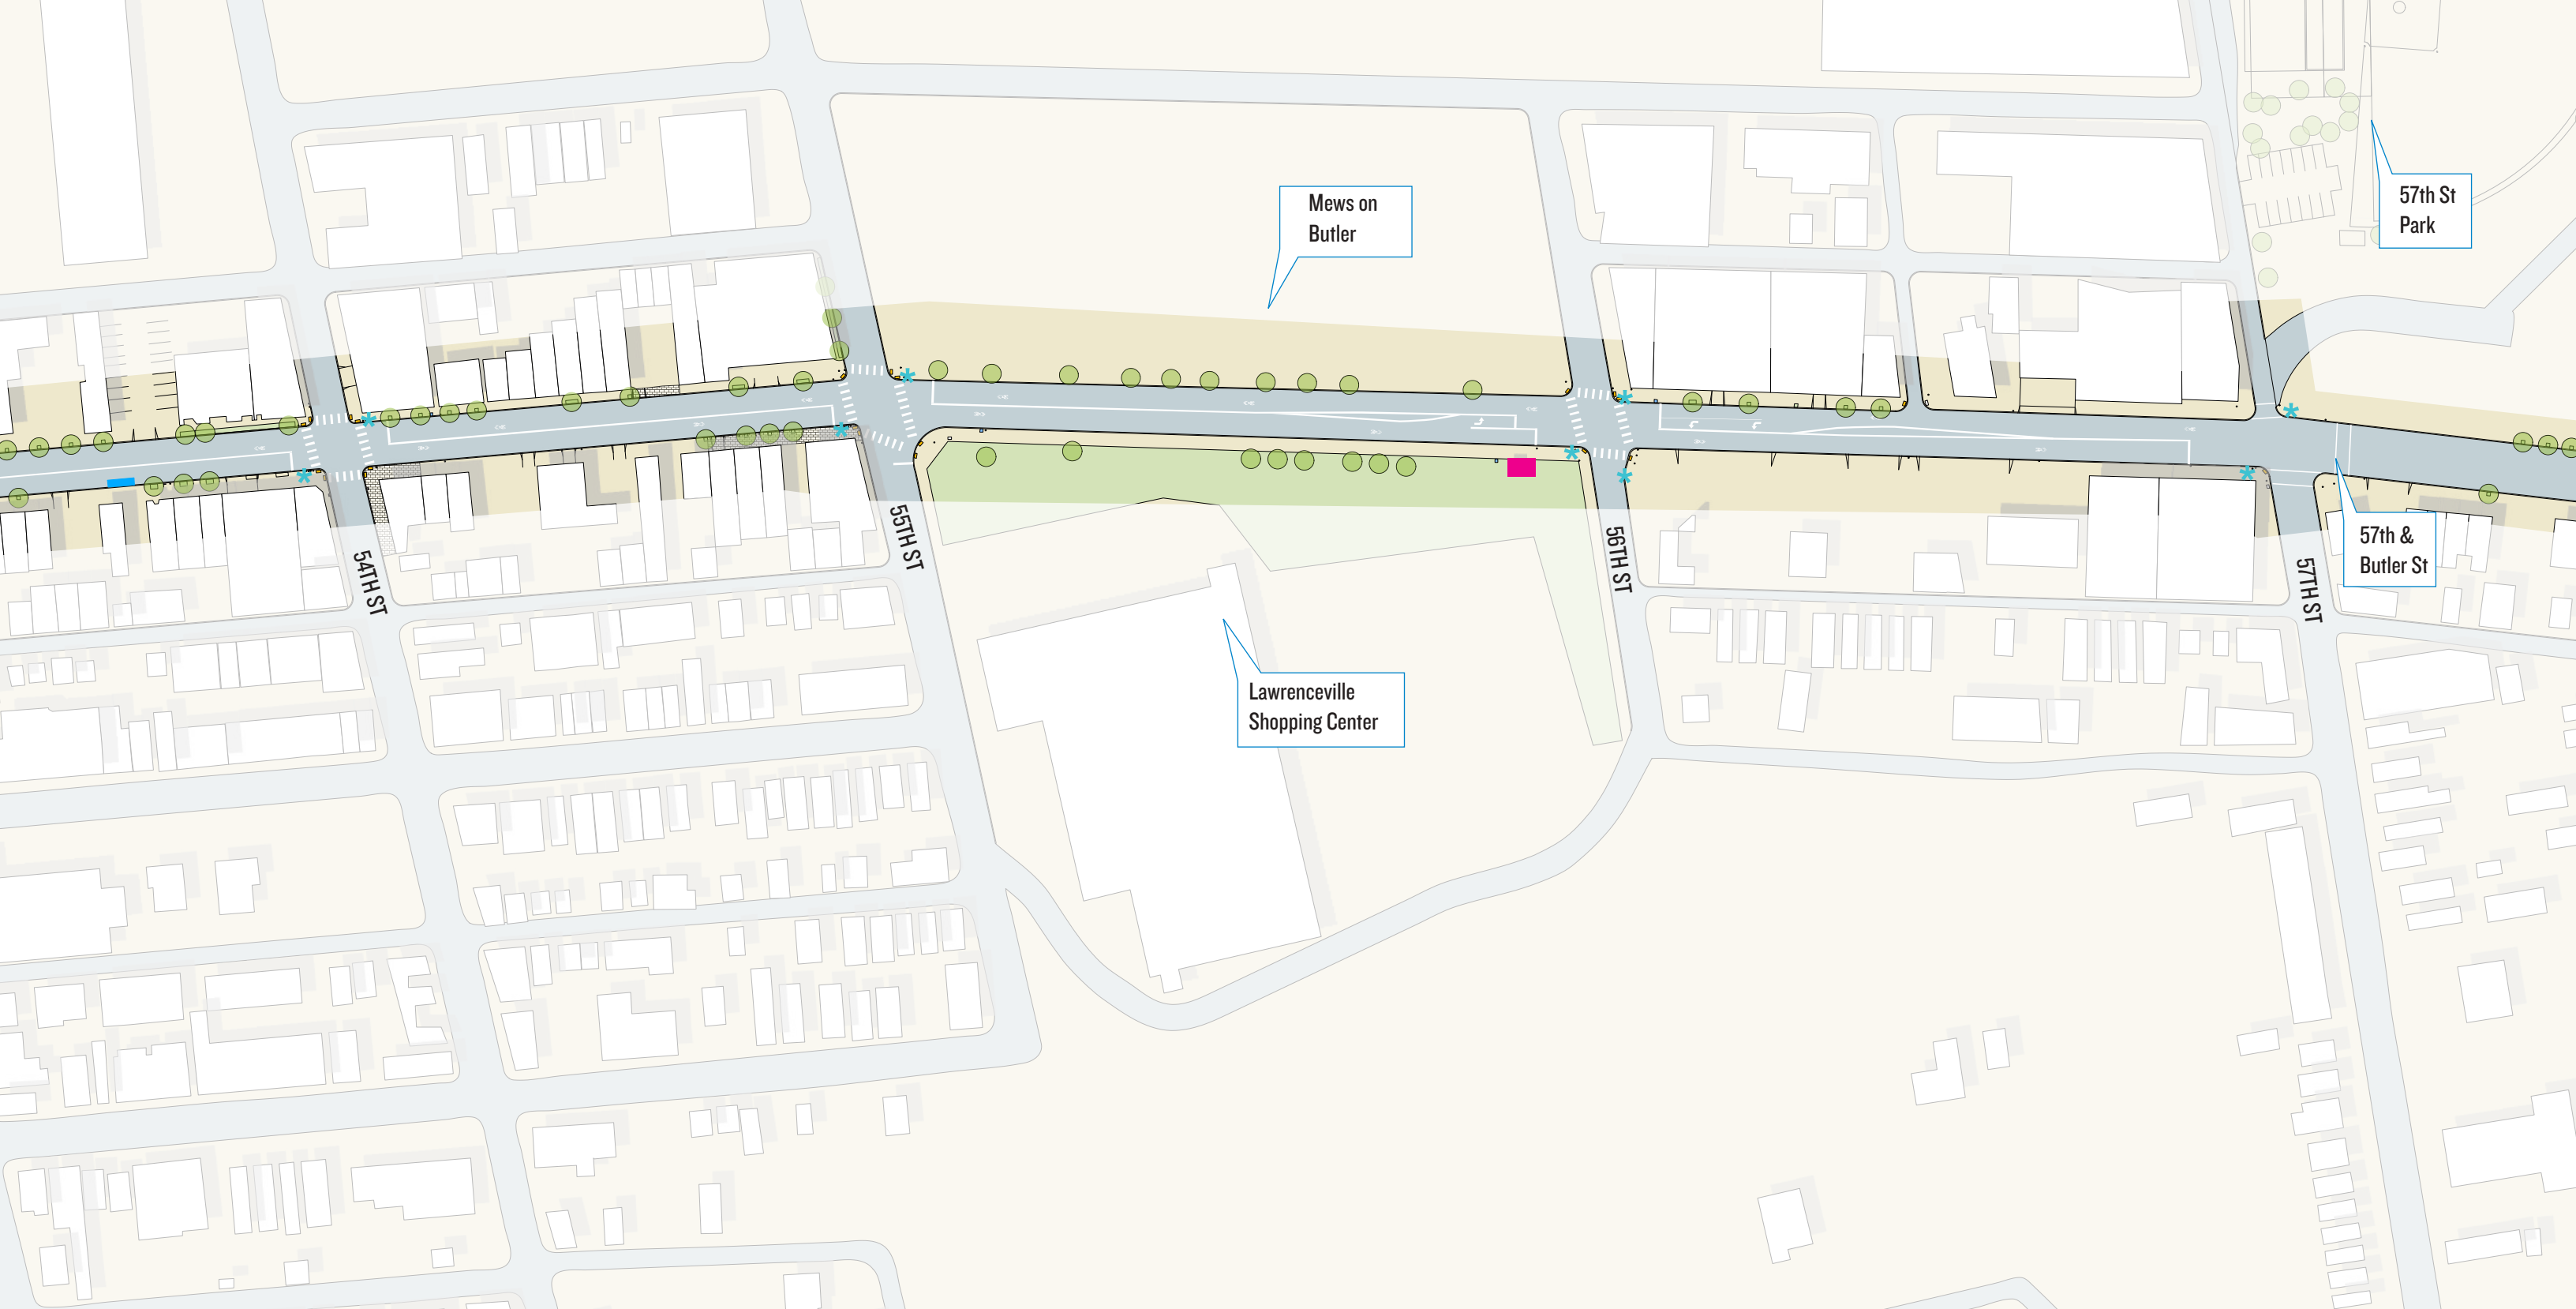 57th St
Park
Mews on
Butler
54TH ST
55TH ST
56TH ST
57th &
Butler St
57TH ST
Lawrenceville
Shopping Center